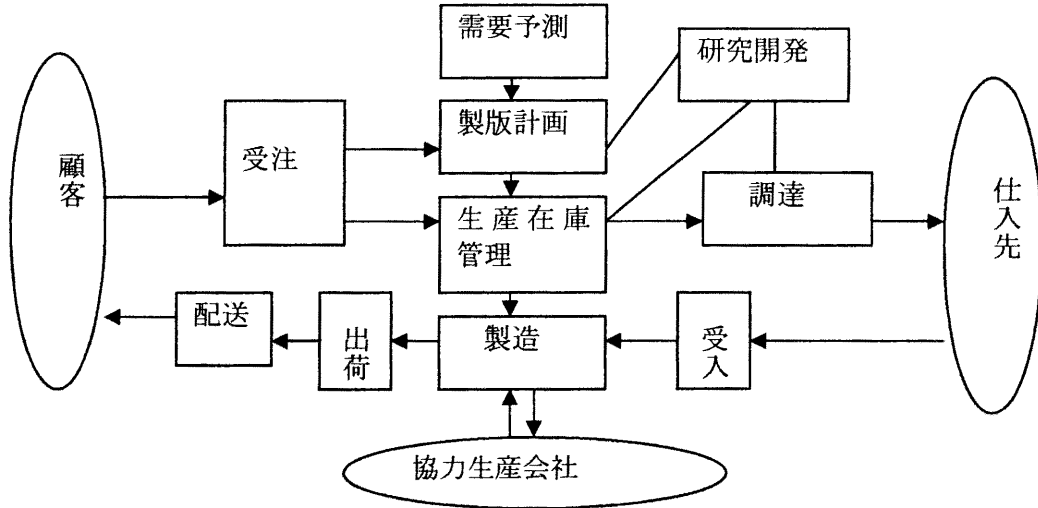 需要予測
研究開発
製版計画
顧客
受注
調達
仕入先
生産在庫
管理
配送
出荷
製造
受入
協力生産会社